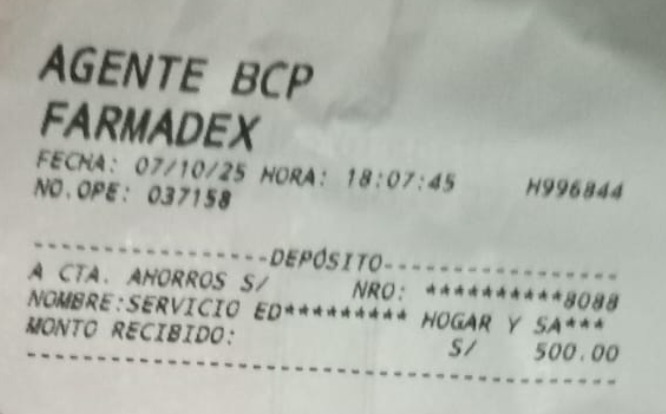 AGENTE BCP
FARMADEX
FECHA: 07/10/25 HORA: 18:07:45 H996844
NO.OPE: 037158
-----------------DEPÓSITO-----------------
A CTA. AHORROS S/ NRO: **********8088
NOMBRE:SERVICIO ED********* HOGAR Y SA***
MONTO RECIBIDO: S/ 500.00
------------------------------------------